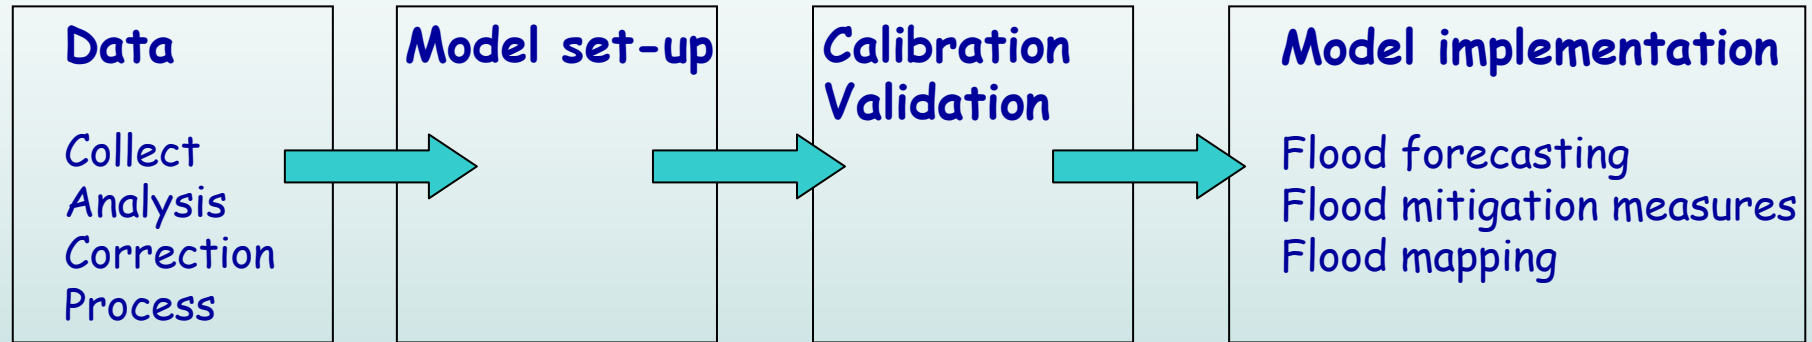 Data
Collect
Analysis
Correction
Process
Model set-up
Calibration
Validation
Model implementation
Flood forecasting
Flood mitigation measures
Flood mapping